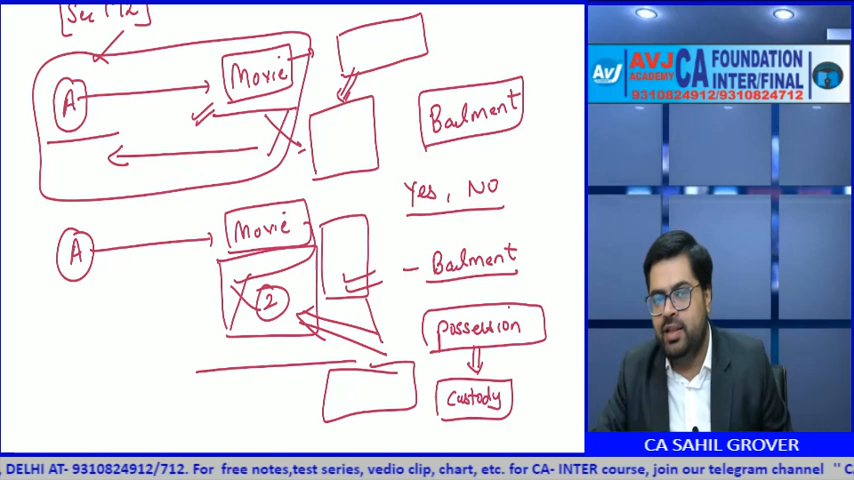 [Sec 142]
A
Movie
Bailment
Yes, NO
A
Movie
2
- Bailment
possession
custody
AVJ
AVJ
ACADEMY
CA FOUNDATION
INTER/FINAL
9310824912/9310824712
CA SAHIL GROVER
, DELHI AT- 9310824912/712. For free notes,test series, vedio clip, chart, etc. for CA- INTER course, join our telegram channel " C